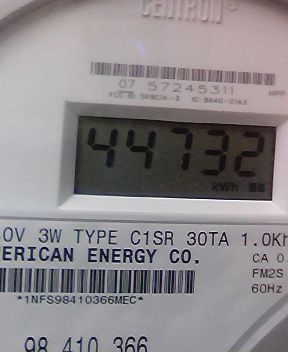 CENTRON
07 57245311
44732
kWh
0V 3W TYPE C1SR 30TA 1.0Kh
ERICAN ENERGY CO.
CA 0.
FM2S
*1NFS98410366MEC*
60Hz
98 410 366